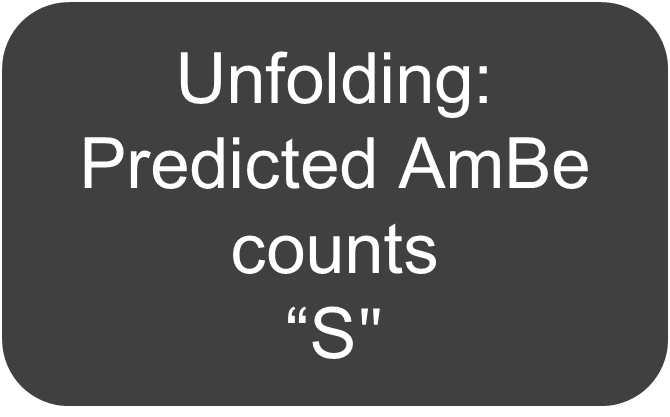 Unfolding:
Predicted AmBe
counts
“S"